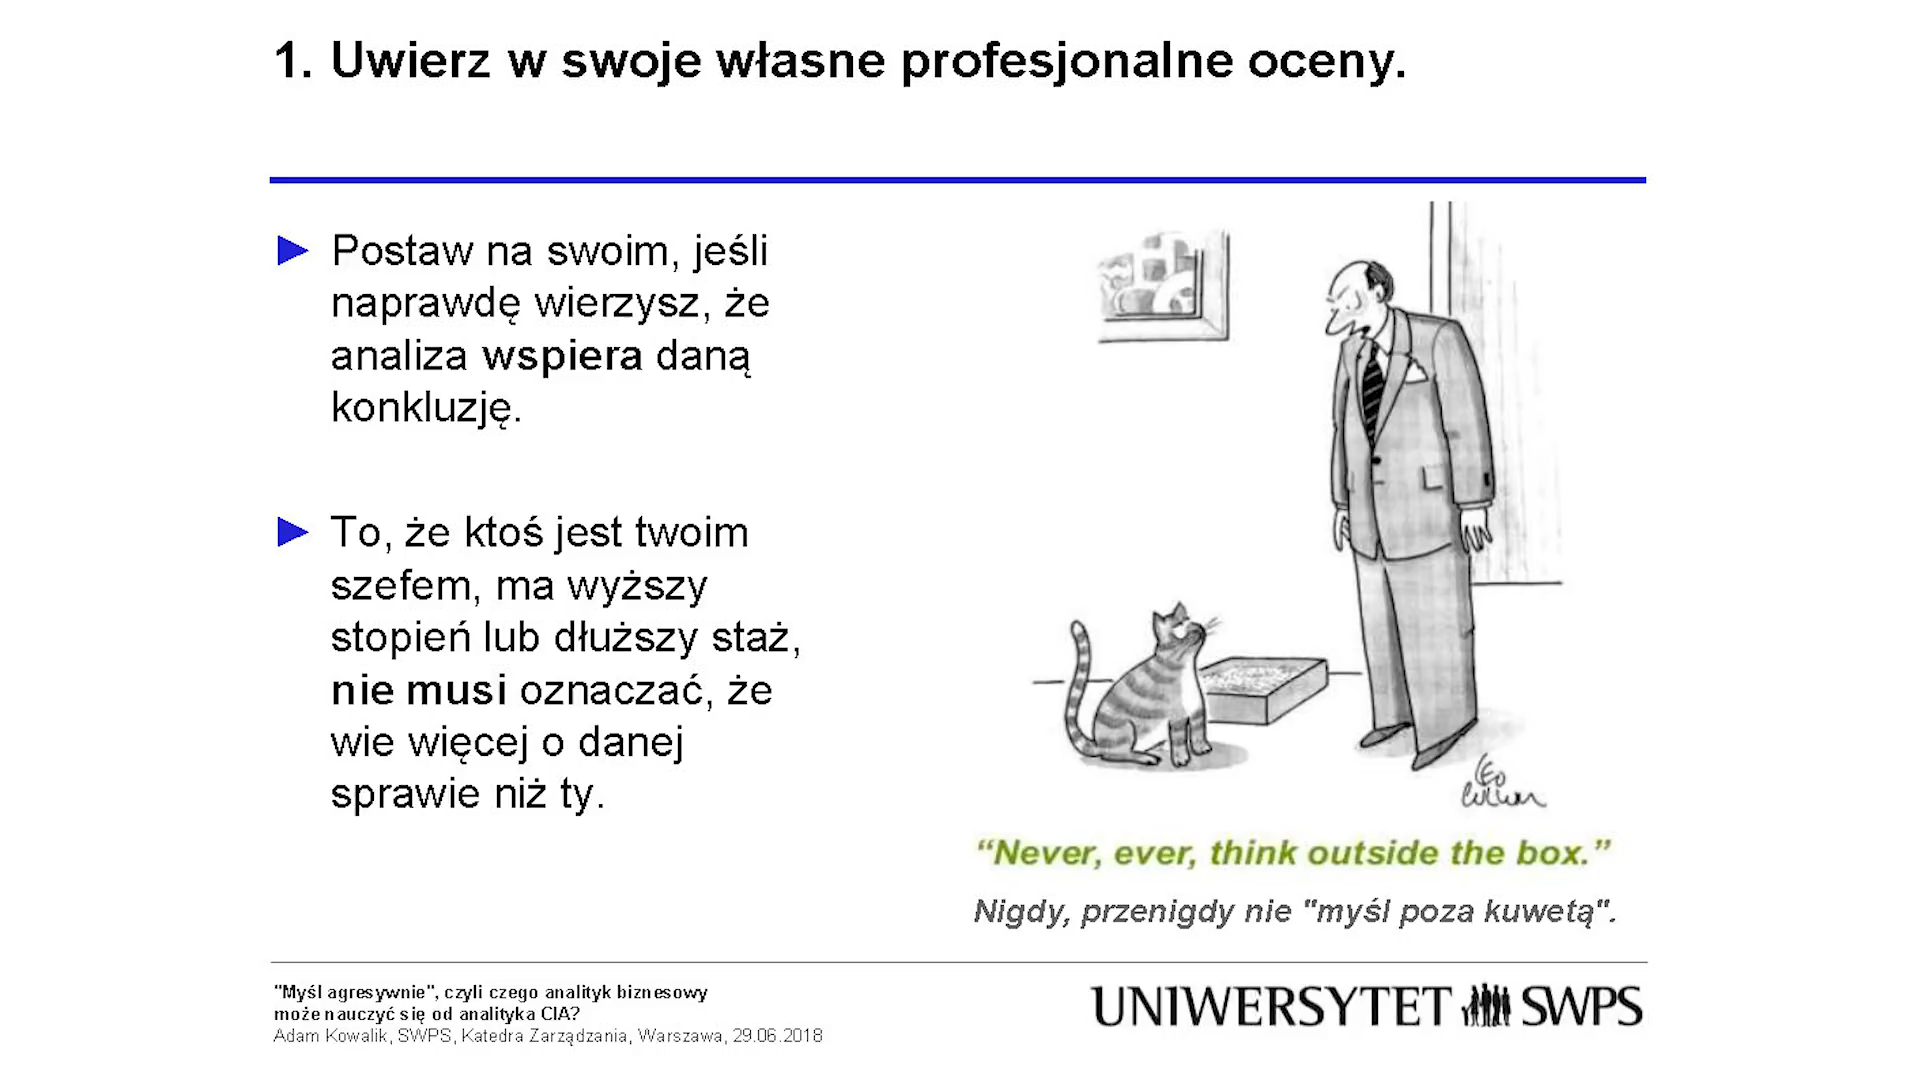 1. Uwierz w swoje własne profesjonalne oceny.
► Postaw na swoim, jeśli
naprawdę wierzysz, że
analiza wspiera daną
konkluzję.
► To, że ktoś jest twoim
szefem, ma wyższy
stopień lub dłuższy staż,
nie musi oznaczać, że
wie więcej o danej
sprawie niż ty.
LEO
CULLUM
“Never, ever, think outside the box.”
Nigdy, przenigdy nie "myśl poza kuwetą".
"Myśl agresywnie", czyli czego analityk biznesowy
może nauczyć się od analityka CIA?
Adam Kowalik, SWPS, Katedra Zarządzania, Warszawa, 29.06.2018
UNIWERSYTET SWPS